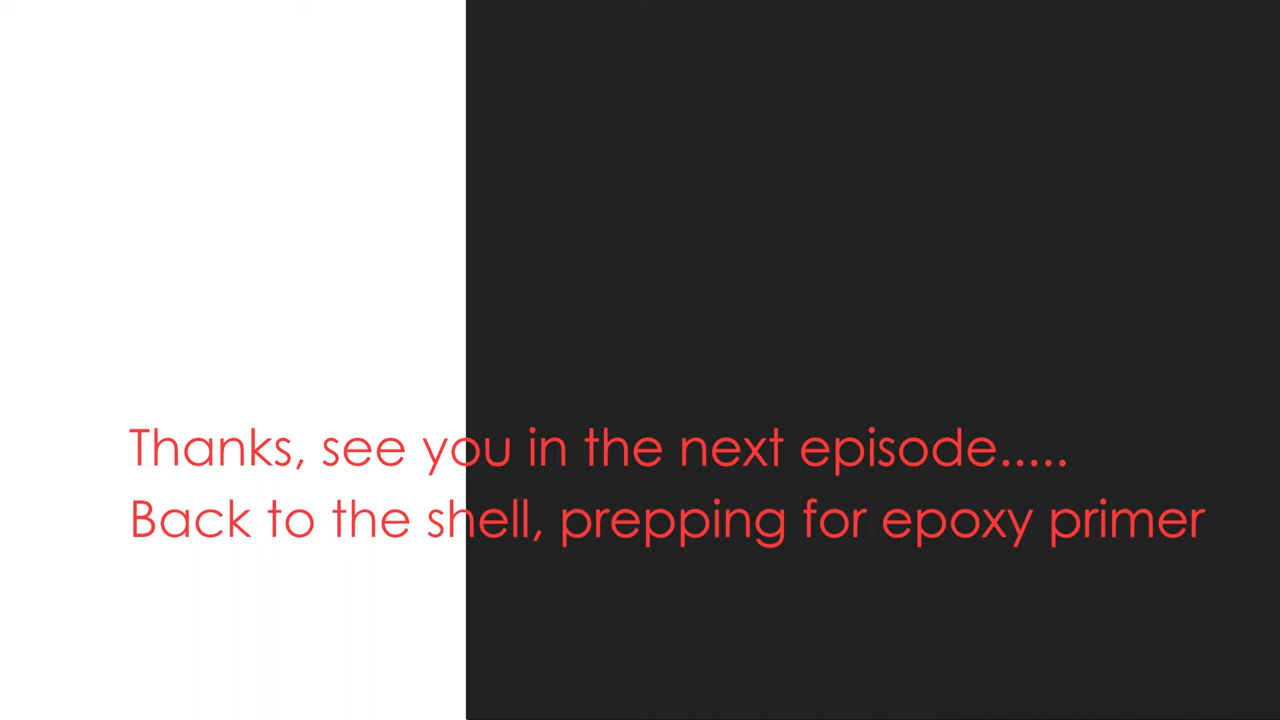 Thanks, see you in the next episode.....
Back to the shell, prepping for epoxy primer